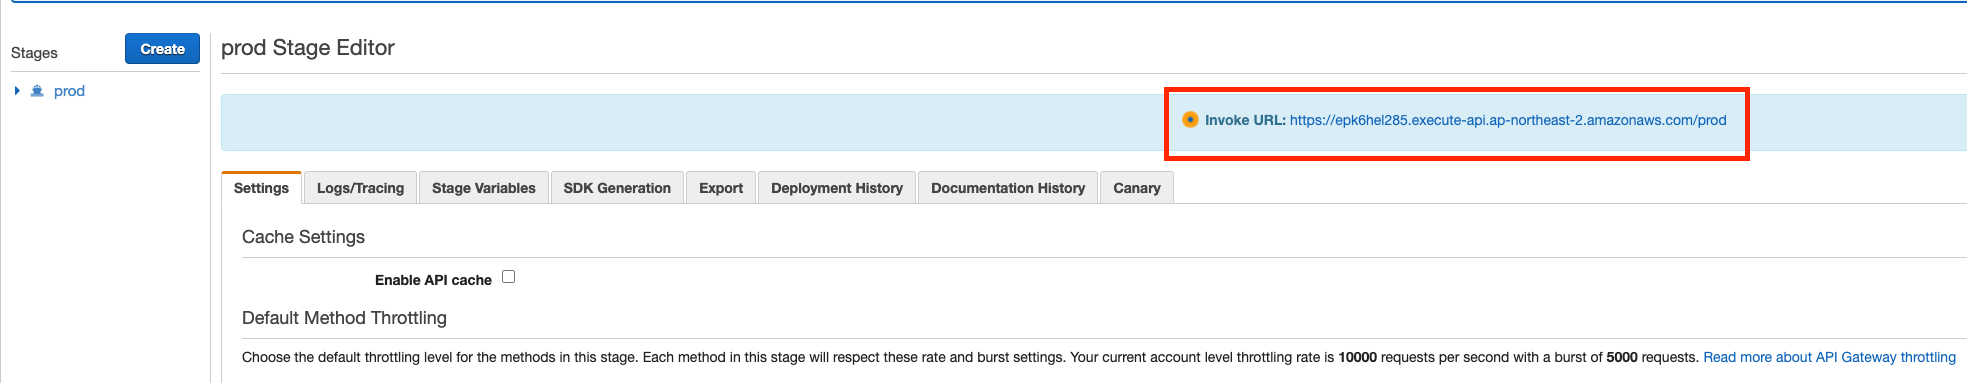 Stages
Create
prod
prod Stage Editor
Invoke URL: https://epk6hel285.execute-api.ap-northeast-2.amazonaws.com/prod
Settings
Logs/Tracing
Stage Variables
SDK Generation
Export
Deployment History
Documentation History
Canary
Cache Settings
Enable API cache
Default Method Throttling
Choose the default throttling level for the methods in this stage. Each method in this stage will respect these rate and burst settings. Your current account level throttling rate is 10000 requests per second with a burst of 5000 requests. Read more about API Gateway throttling